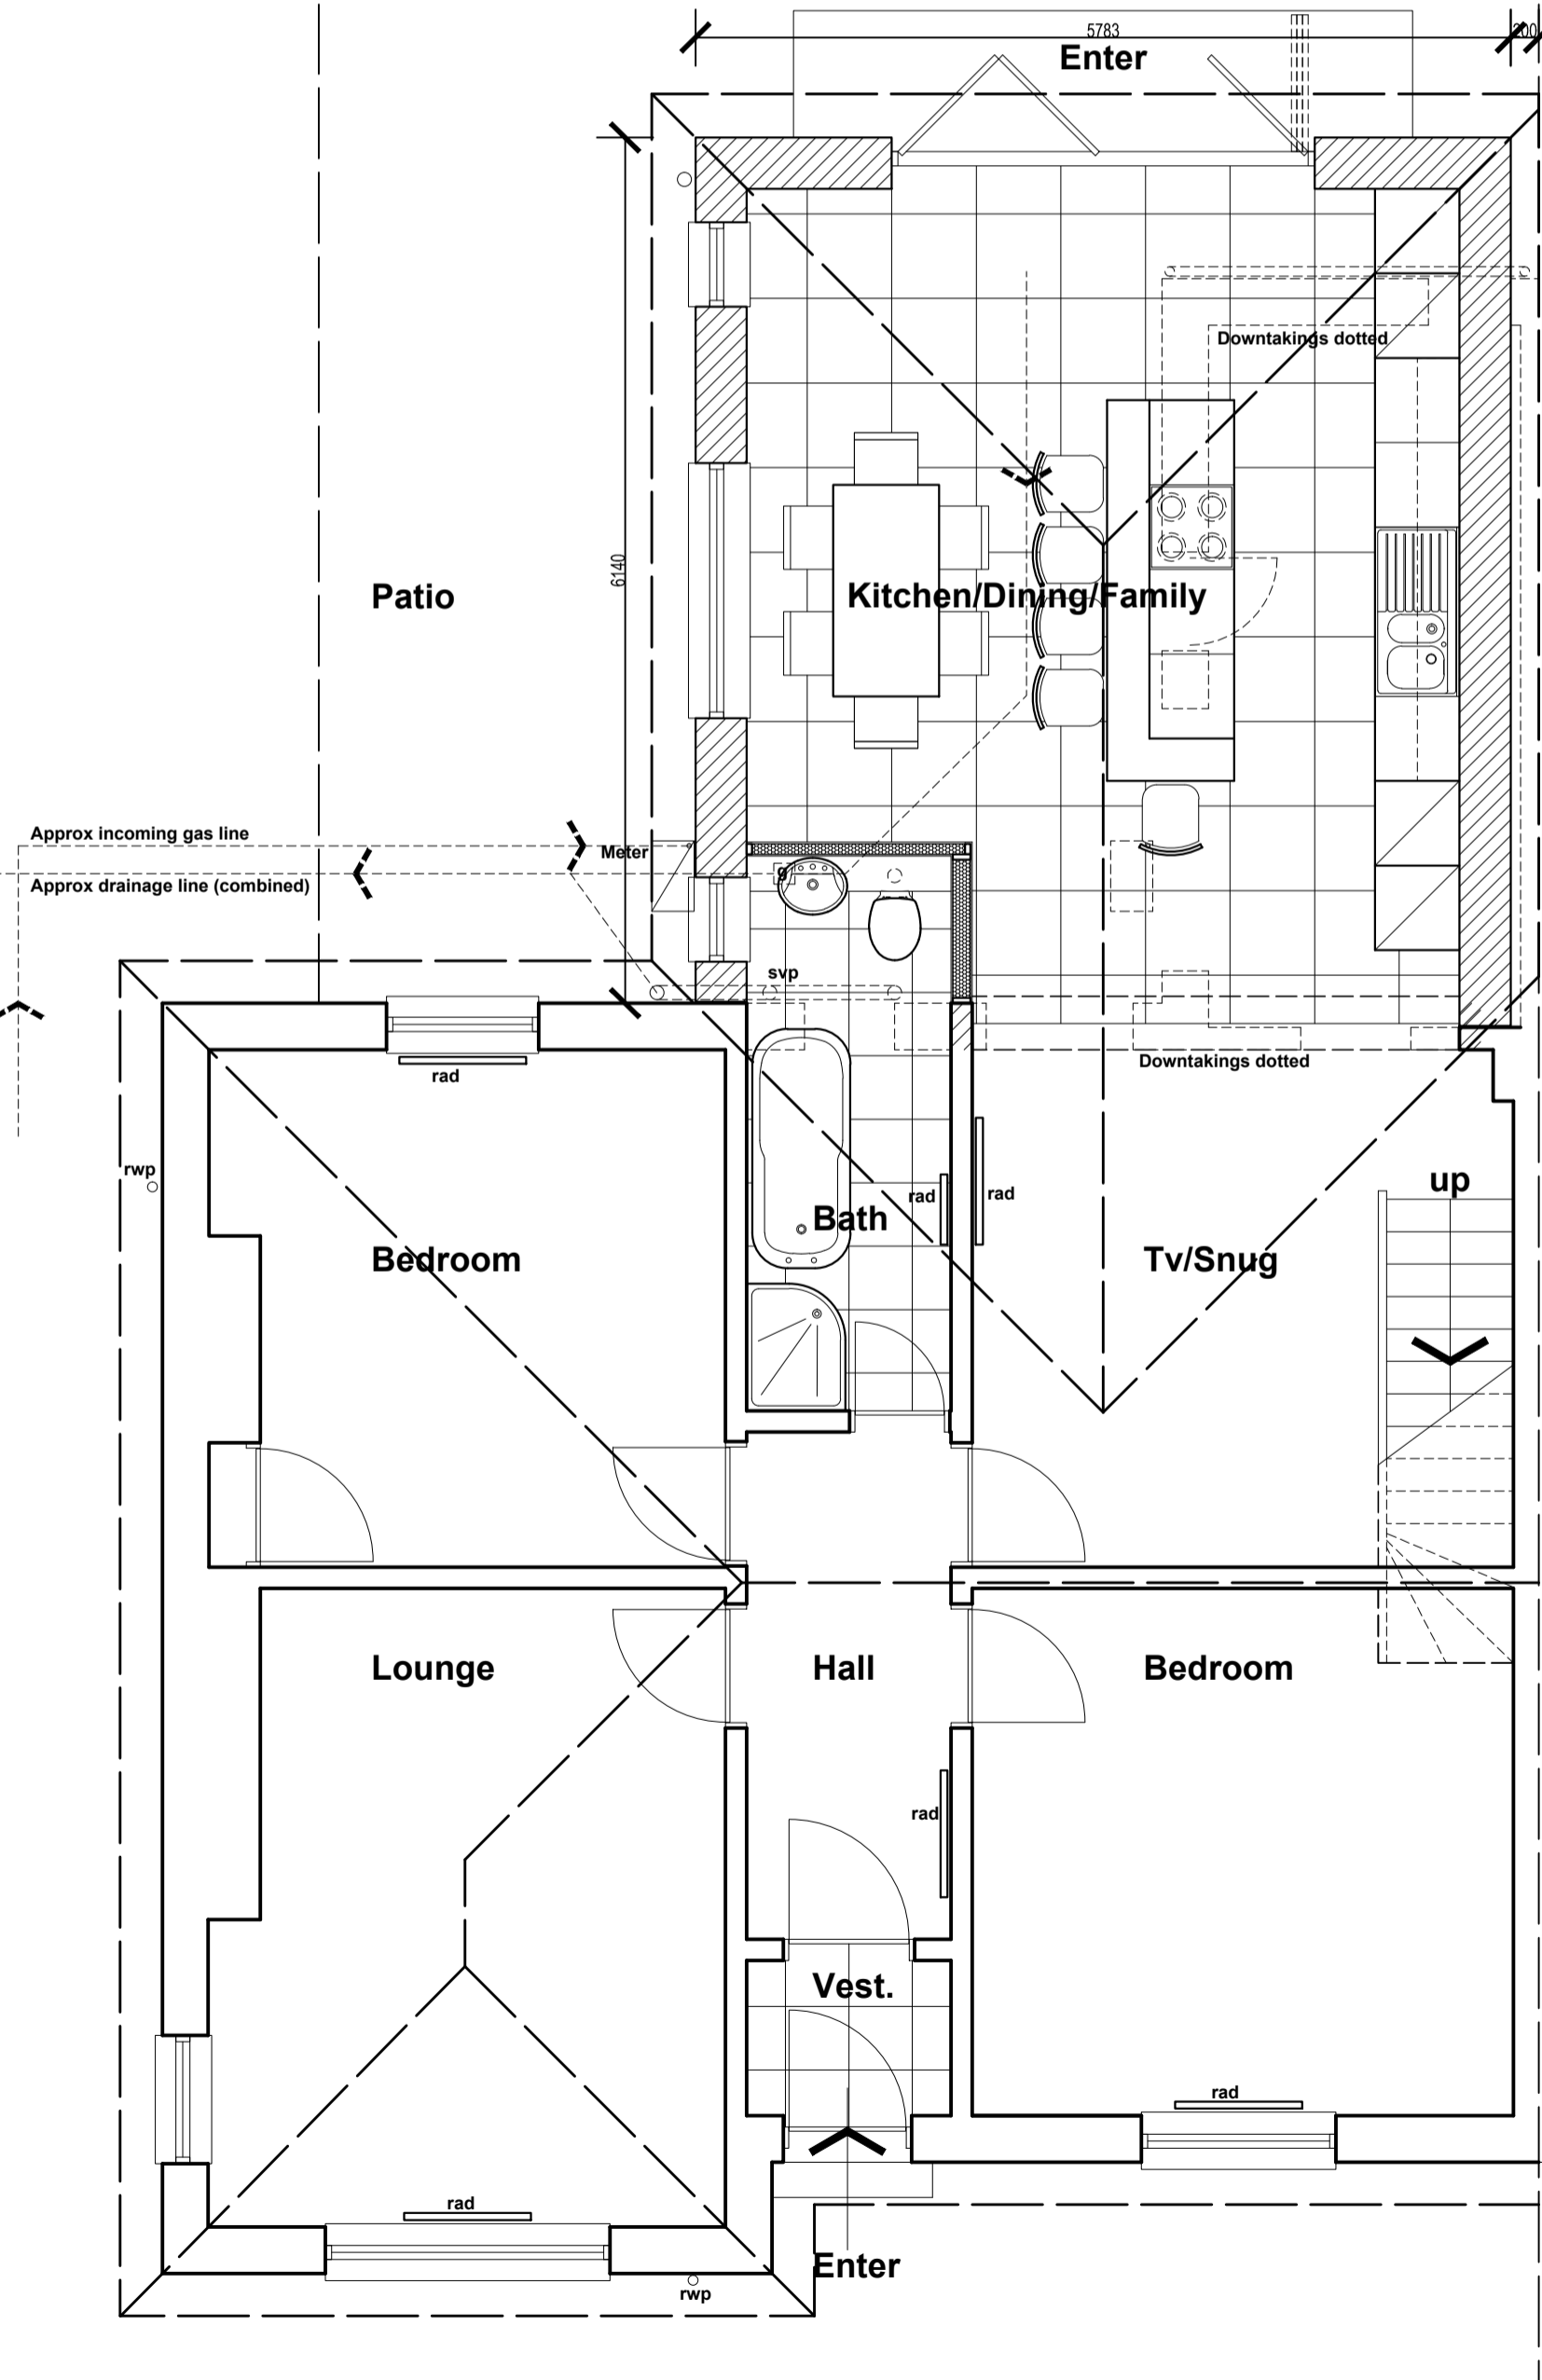 5783
200
Enter
Downtakings dotted
6140
Patio
Kitchen/Dining/Family
Approx incoming gas line
Meter
g
Approx drainage line (combined)
svp
Downtakings dotted
rad
rwp
up
rad
rad
Bath
Bedroom
Tv/Snug
Lounge
Hall
Bedroom
rad
Vest.
rad
rad
Enter
rwp